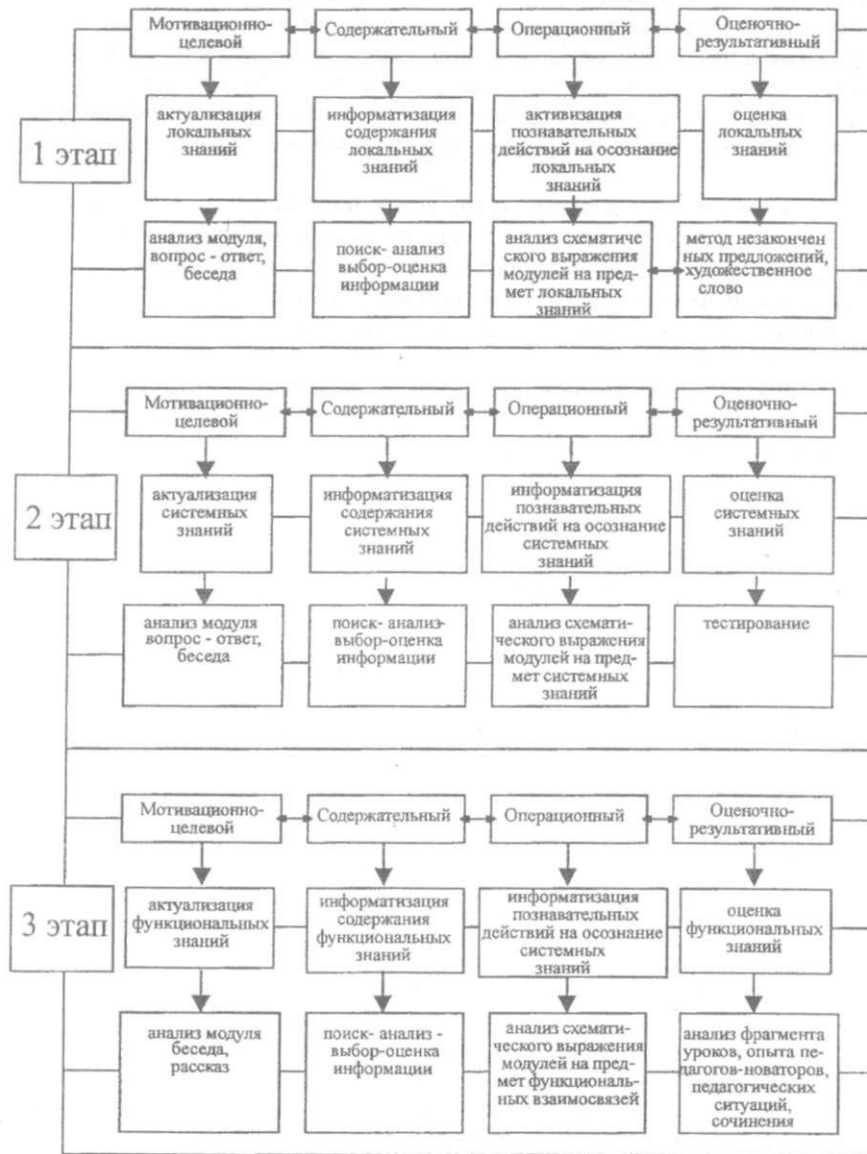 Мотивационно-
целевой
Содержательный
Операционный
Оценочно-
результативный
1 этап
актуализация
локальных
знаний
информатизация
содержания
локальных
знаний
активизация
познавательных
действий на осознание
локальных
знаний
оценка
локальных
знаний
анализ модуля,
вопрос - ответ,
беседа
поиск- анализ
выбор-оценка
информации
анализ схематиче
ского выражения
модулей на пред-
мет локальных
знаний
метод незакончен
ных предложений,
художественное
слово
Мотивационно-
целевой
Содержательный
Операционный
Оценочно-
результативный
2 этап
актуализация
системных
знаний
информатизация
содержания
системных
знаний
информатизация
познавательных
действий на осознание
системных
знаний
оценка
системных
знаний
анализ модуля
вопрос - ответ,
беседа
поиск- анализ-
выбор-оценка
информации
анализ схемати-
ческого выражения
модулей на пред-
мет системных
знаний
тестирование
Мотивационно-
целевой
Содержательный
Операционный
Оценочно-
результативный
3 этап
актуализация
функциональных
знаний
информатизация
содержания
функциональных
знаний
информатизация
познавательных
действий на осознание
системных
знаний
оценка
функциональных
знаний
анализ модуля
беседа,
рассказ
поиск- анализ -
выбор-оценка
информации
анализ схемати-
ческого выражения
модулей на пред-
мет функциональ-
ных взаимосвязей
анализ фрагмента
уроков, опыта пе-
дагогов-новаторов,
педагогических
ситуаций,
сочинения